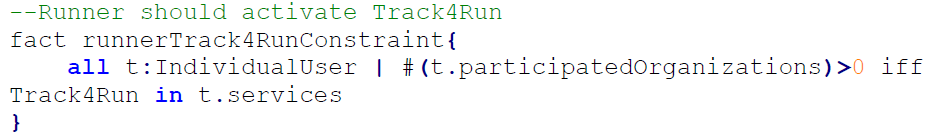 --Runner should activate Track4Run
fact runnerTrack4RunConstraint{
    all t:IndividualUser | #(t.participatedOrganizations)>0 iff
Track4Run in t.services
}